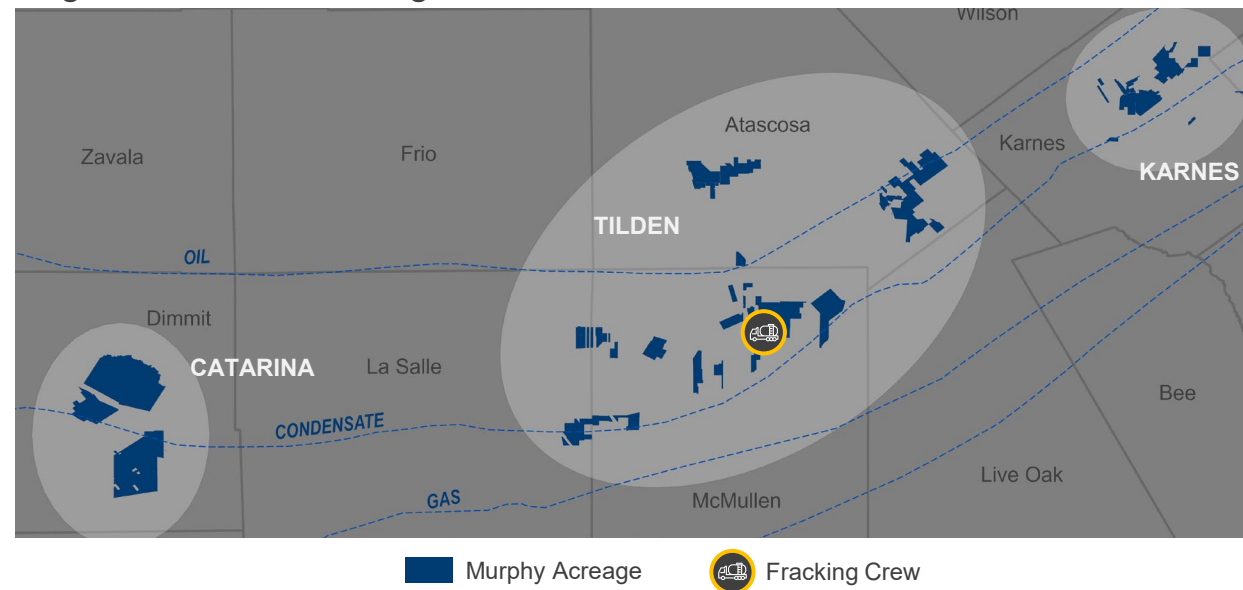 Wilson
Atascosa
Zavala
Frio
Karnes
KARNES
TILDEN
OIL
Dimmit
CATARINA
La Salle
Bee
CONDENSATE
Live Oak
GAS
McMullen
Murphy Acreage
Fracking Crew